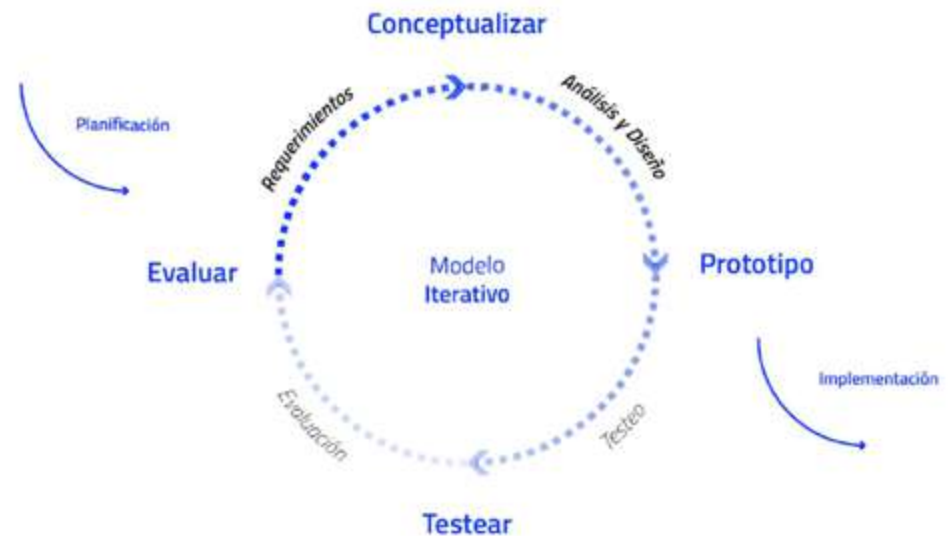 Conceptualizar
Requerimientos
Análisis y Diseño
Planificación
Evaluar
Modelo
Iterativo
Prototipo
Implementación
Evaluación
Testeo
Testear